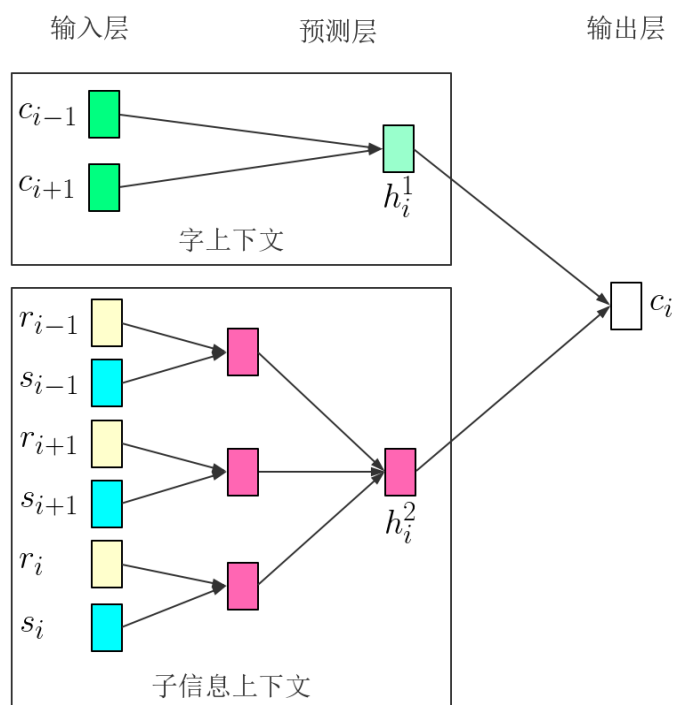 输入层 预测层 输出层
c_{i−1}
c_{i+1}
h_i^1
字上下文
c_i
r_{i−1}
s_{i−1}
r_{i+1}
s_{i+1}
h_i^2
r_i
s_i
子信息上下文